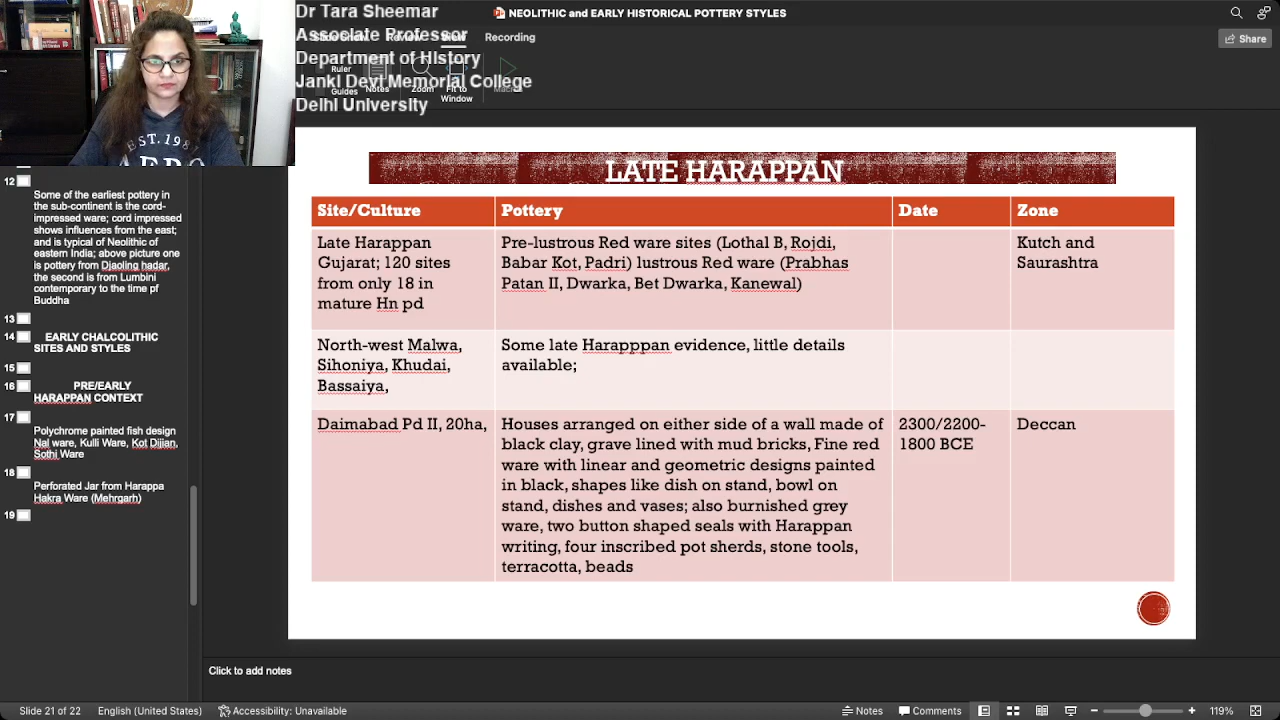 Dr Tara Sheemar
Associate Professor
Department of History
Janki Devi Memorial College
Delhi University
NEOLITHIC and EARLY HISTORICAL POTTERY STYLES
Review
Recording
Share
Ruler
Guides
Notes
Zoom
Fit to
Window
12
Some of the earliest pottery in
the sub-continent is the cord-
impressed ware; cord impressed
shows influences from the east;
and is typical of Neolithic of
eastern India; above picture one
is pottery from Djaoling hadar,
the second is from Lumbini
contemporary to the time pf
Buddha
13
14
EARLY CHALCOLITHIC
SITES AND STYLES
15
16
PRE/EARLY
HARAPPAN CONTEXT
17
Polychrome painted fish design
Nal ware, Kulli Ware, Kot Dijian,
Sothi Ware
18
Perforated Jar from Harappa
Hakra Ware (Mehrgarh)
19
LATE HARAPPAN
Site/Culture
Pottery
Date
Zone
Late Harappan
Gujarat; 120 sites
from only 18 in
mature Hn pd
Pre-lustrous Red ware sites (Lothal B, Rojdi,
Babar Kot, Padri) lustrous Red ware (Prabhas
Patan II, Dwarka, Bet Dwarka, Kanewal)
Kutch and
Saurashtra
North-west Malwa,
Sihoniya, Khudai,
Bassaiya,
Some late Harapppan evidence, little details
available;
Daimabad Pd II, 20ha,
Houses arranged on either side of a wall made of
black clay, grave lined with mud bricks, Fine red
ware with linear and geometric designs painted
in black, shapes like dish on stand, bowl on
stand, dishes and vases; also burnished grey
ware, two button shaped seals with Harappan
writing, four inscribed pot sherds, stone tools,
terracotta, beads
2300/2200-
1800 BCE
Deccan
Click to add notes
Slide 21 of 22
English (United States)
Accessibility: Unavailable
Notes
Comments
119%
EST. 198